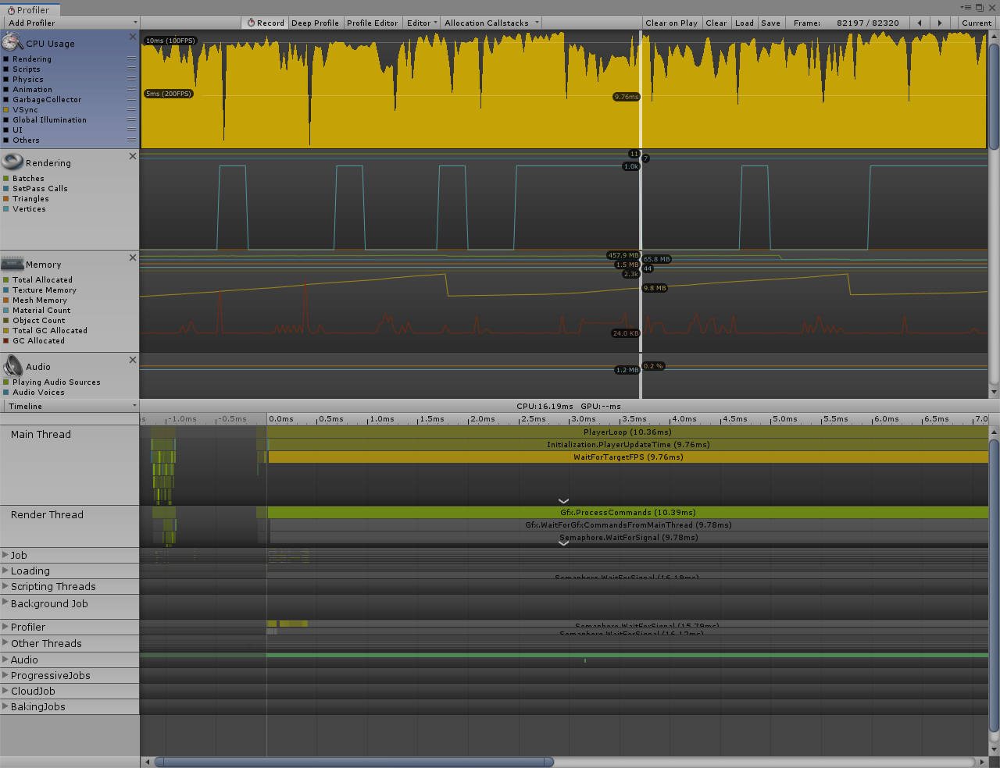 Profiler
Add Profiler
Record
Deep Profile
Profile Editor
Editor
Allocation Callstacks
Clear on Play
Clear
Load
Save
Frame:
82197 / 82320
Current
CPU Usage
Rendering
Scripts
Physics
Animation
GarbageCollector
VSync
Global Illumination
UI
Others
10ms (100FPS)
5ms (200FPS)
9.76ms
Rendering
Batches
SetPass Calls
Triangles
Vertices
11
7
1.0k
Memory
Total Allocated
Texture Memory
Mesh Memory
Material Count
Object Count
Total GC Allocated
GC Allocated
457.9 MB
65.8 MB
1.5 MB
44
2.3k
9.8 MB
24.0 KB
Audio
Playing Audio Sources
Audio Voices
0.2 %
1.2 MB
Timeline
CPU:16.19ms GPU:--ms
-1.0ms
-0.5ms
0.0ms
0.5ms
1.0ms
1.5ms
2.0ms
2.5ms
3.0ms
3.5ms
4.0ms
4.5ms
5.0ms
5.5ms
6.0ms
6.5ms
7.0
Main Thread
PlayerLoop (10.36ms)
Initialization.PlayerUpdateTime (9.76ms)
WaitForTargetFPS (9.76ms)
Render Thread
Gfx.ProcessCommands (10.39ms)
Gfx.WaitForGfxCommandsFromMainThread (9.78ms)
Semaphore.WaitForSignal (9.78ms)
Job
Loading
Semaphore.WaitForSignal (16.19ms)
Scripting Threads
Background Job
Profiler
Semaphore.WaitForSignal (15.79ms)
Semaphore.WaitForSignal (16.12ms)
Other Threads
Audio
ProgressiveJobs
CloudJob
BakingJobs